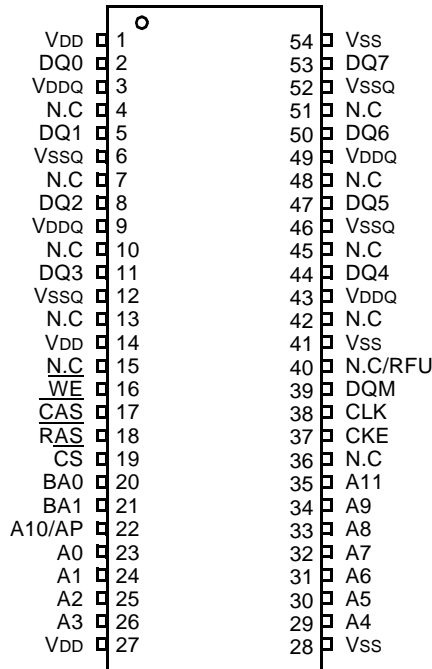 VDD 1 54 VSS
DQ0 2 53 DQ7
VDDQ 3 52 VSSQ
N.C 4 51 N.C
DQ1 5 50 DQ6
VSSQ 6 49 VDDQ
N.C 7 48 N.C
DQ2 8 47 DQ5
VDDQ 9 46 VSSQ
N.C 10 45 N.C
DQ3 11 44 DQ4
VSSQ 12 43 VDDQ
N.C 13 42 N.C
VDD 14 41 VSS
N.C 15 40 N.C/RFU
WE 16 39 DQM
CAS 17 38 CLK
RAS 18 37 CKE
CS 19 36 N.C
BA0 20 35 A11
BA1 21 34 A9
A10/AP 22 33 A8
A0 23 32 A7
A1 24 31 A6
A2 25 30 A5
A3 26 29 A4
VDD 27 28 VSS